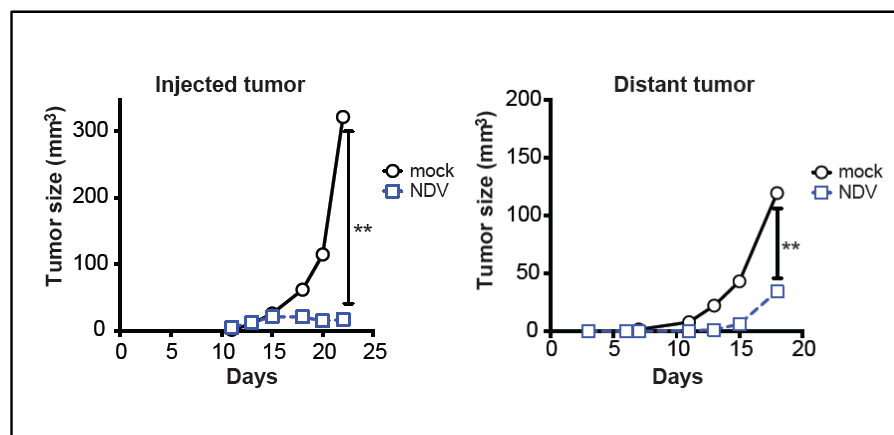 Injected tumor
Tumor size (mm³)
300
200
100
0
0 5 10 15 20 25
Days
mock
NDV
**
Distant tumor
Tumor size (mm³)
200
150
100
50
0
0 5 10 15 20
Days
mock
NDV
**